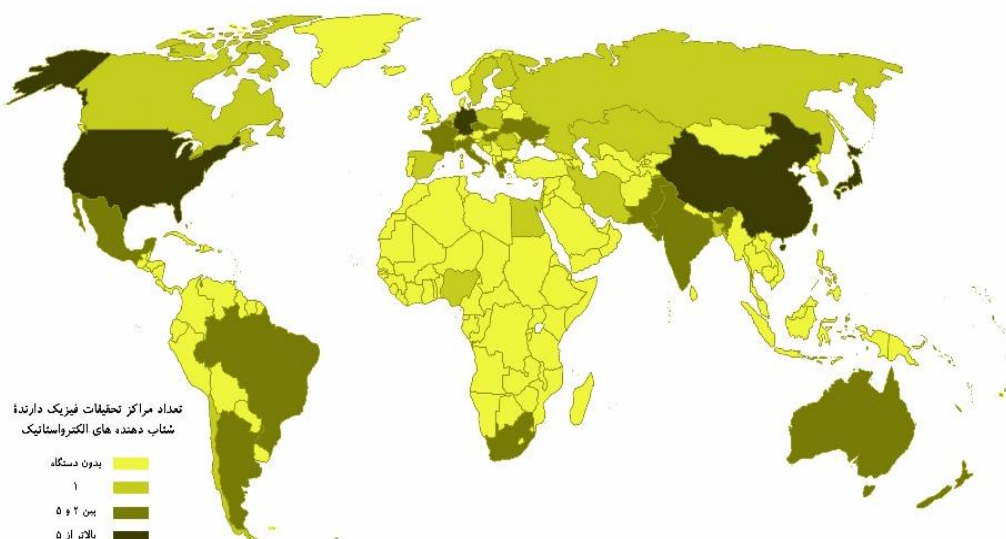 تعداد مراکز تحقیقات فیزیک دارندهٔ
شتاب دهنده های الکترواستاتیک
بدون دستگاه
۱
بین ۲ و ۵
بالاتر از ۵